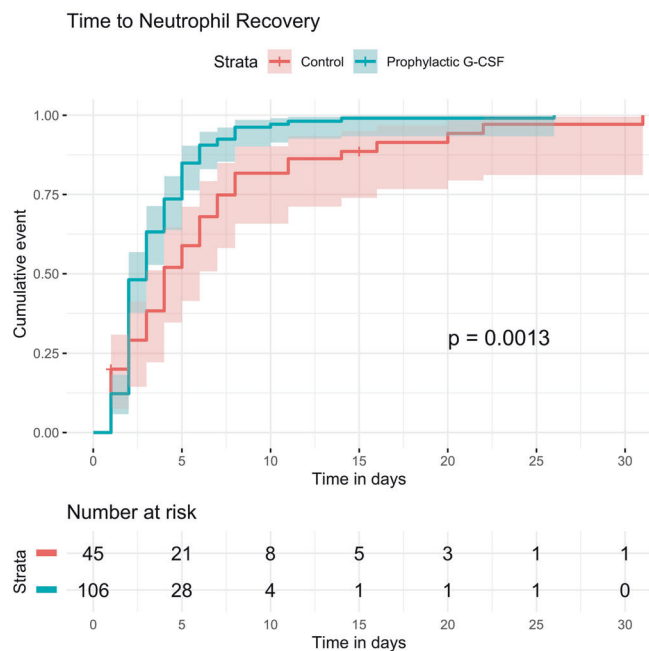 Time to Neutrophil Recovery
Strata Control Prophylactic G-CSF
1.00
0.75
0.50
0.25
0.00
Cumulative event
p = 0.0013
0 5 10 15 20 25 30
Time in days
Number at risk
Strata
45 21 8 5 3 1 1
106 28 4 1 1 1 0
0 5 10 15 20 25 30
Time in days